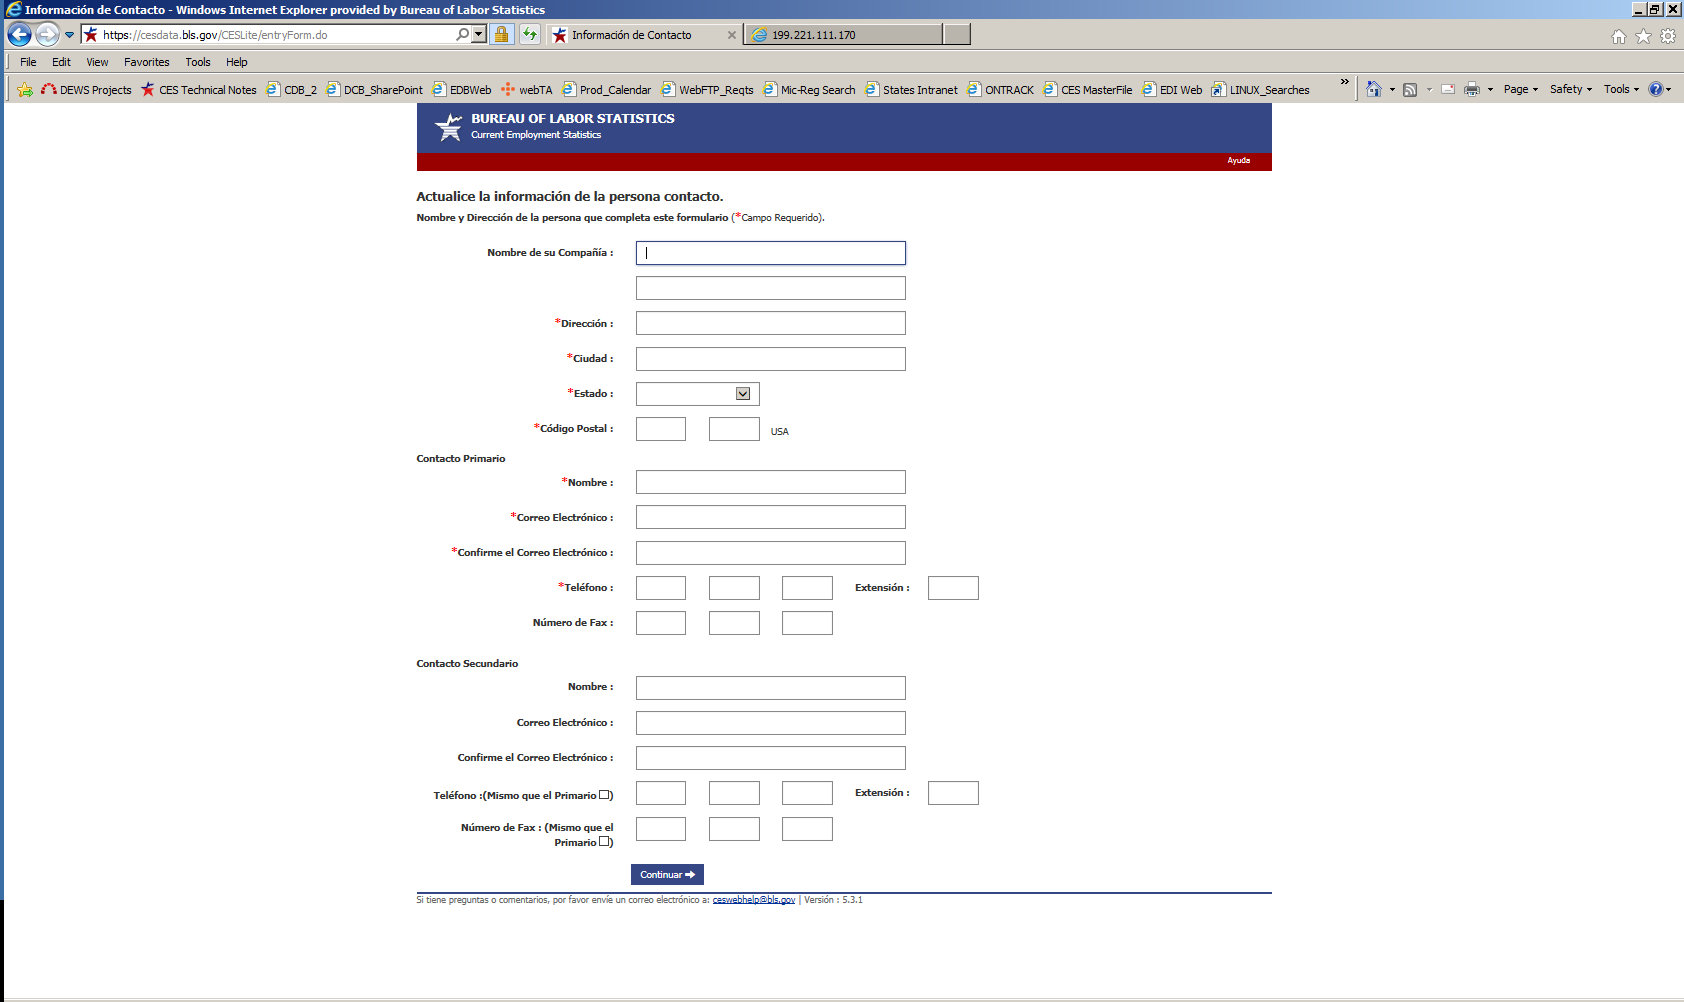 Información de Contacto - Windows Internet Explorer provided by Bureau of Labor Statistics
https://cesdata.bls.gov/CESLite/entryForm.do Información de Contacto 199.221.111.170
File Edit View Favorites Tools Help
DEWS Projects CES Technical Notes CDB_2 DCB_SharePoint EDBWeb webTA Prod_Calendar WebFTP_Reqts Mic-Reg Search States Intranet ONTRACK CES MasterFile EDI Web LINUX_Searches » Page Safety Tools
BUREAU OF LABOR STATISTICS
Current Employment Statistics
Ayuda
Actualice la información de la persona contacto.
Nombre y Dirección de la persona que completa este formulario (*Campo Requerido).
Nombre de su Compañía :
*Dirección :
*Ciudad :
*Estado :
*Código Postal : USA
Contacto Primario
*Nombre :
*Correo Electrónico :
*Confirme el Correo Electrónico :
*Teléfono : Extensión :
Número de Fax :
Contacto Secundario
Nombre :
Correo Electrónico :
Confirme el Correo Electrónico :
Teléfono :(Mismo que el Primario ) Extensión :
Número de Fax : (Mismo que el
Primario )
Continuar
Si tiene preguntas o comentarios, por favor envíe un correo electrónico a: ceswebhelp@bls.gov | Versión : 5.3.1